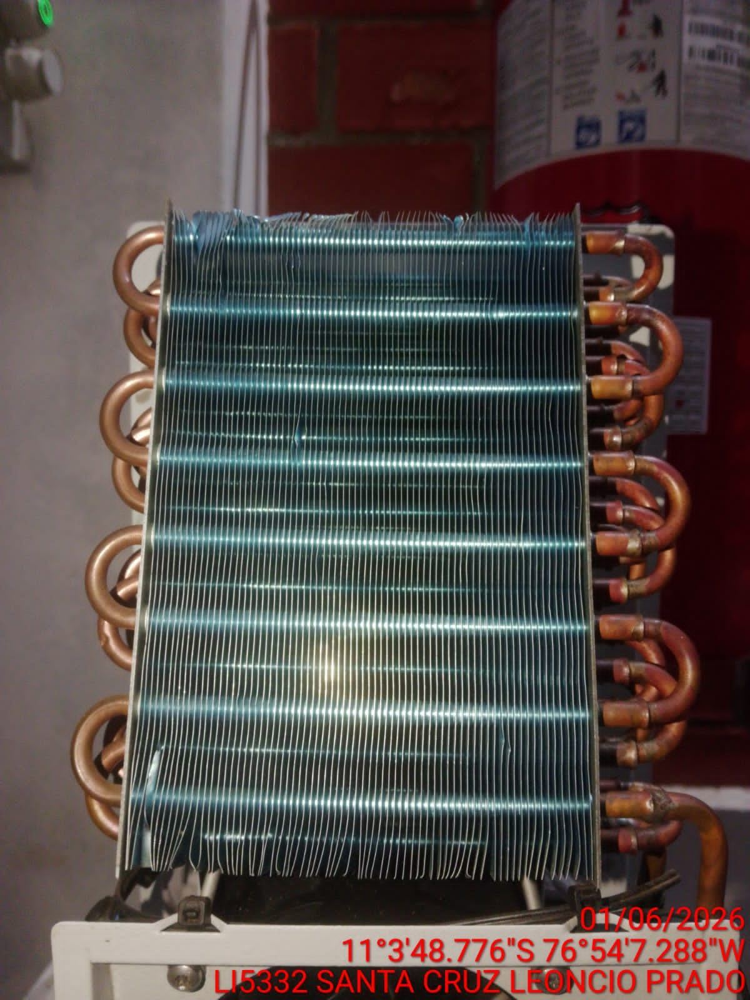 01/06/2026
11°3'48.776"S 76°54'7.288"W
LI5332 SANTA CRUZ LEONCIO PRADO